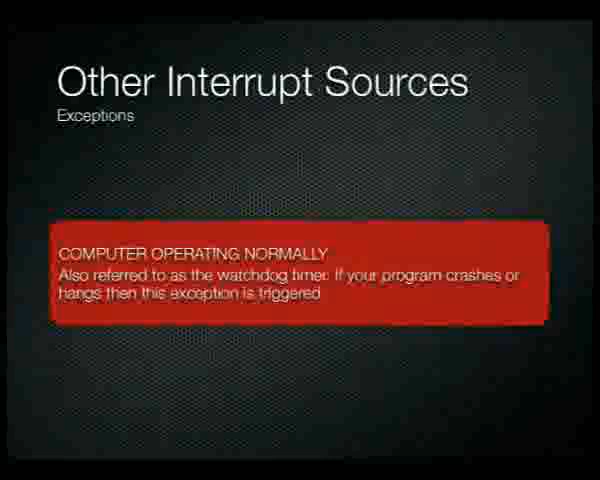 Other Interrupt Sources
Exceptions
COMPUTER OPERATING NORMALLY
Also referred to as the watchdog timer. If your program crashes or
hangs then this exception is triggered